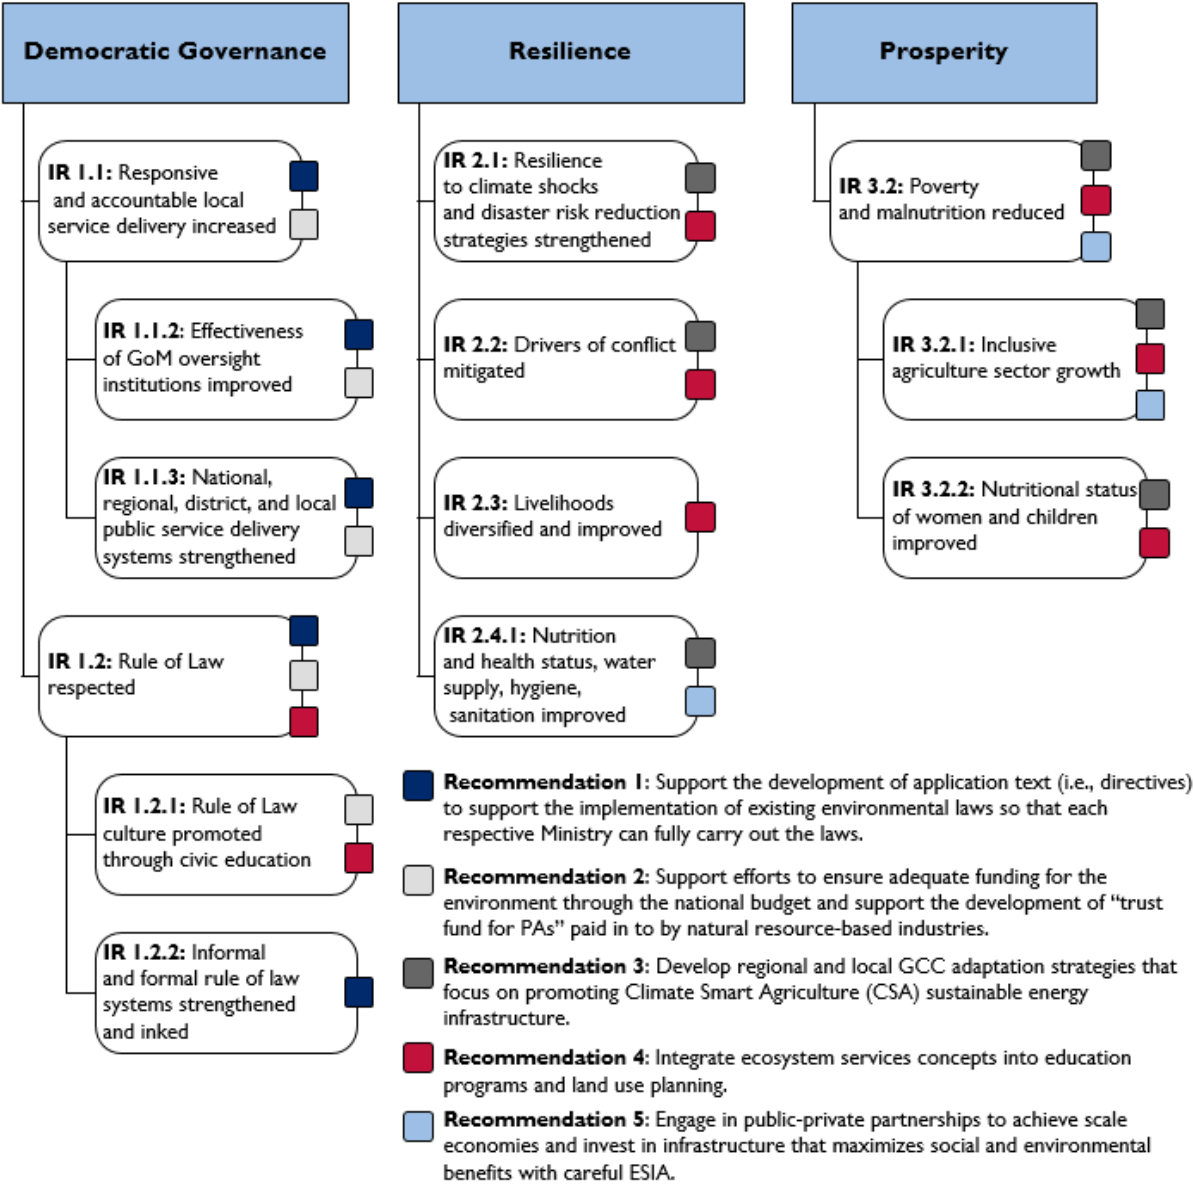 Democratic Governance
IR 1.1: Responsive
and accountable local
service delivery increased
IR 1.1.2: Effectiveness
of GoM oversight
institutions improved
IR 1.1.3: National,
regional, district, and local
public service delivery
systems strengthened
IR 1.2: Rule of Law
respected
IR 1.2.1: Rule of Law
culture promoted
through civic education
IR 1.2.2: Informal
and formal rule of law
systems strengthened
and inked
Resilience
IR 2.1: Resilience
to climate shocks
and disaster risk reduction
strategies strengthened
IR 2.2: Drivers of conflict
mitigated
IR 2.3: Livelihoods
diversified and improved
IR 2.4.1: Nutrition
and health status, water
supply, hygiene,
sanitation improved
Prosperity
IR 3.2: Poverty
and malnutrition reduced
IR 3.2.1: Inclusive
agriculture sector growth
IR 3.2.2: Nutritional status
of women and children
improved
Recommendation 1: Support the development of application text (i.e., directives)
to support the implementation of existing environmental laws so that each
respective Ministry can fully carry out the laws.
Recommendation 2: Support efforts to ensure adequate funding for the
environment through the national budget and support the development of “trust
fund for PAs” paid in to by natural resource-based industries.
Recommendation 3: Develop regional and local GCC adaptation strategies that
focus on promoting Climate Smart Agriculture (CSA) sustainable energy
infrastructure.
Recommendation 4: Integrate ecosystem services concepts into education
programs and land use planning.
Recommendation 5: Engage in public-private partnerships to achieve scale
economies and invest in infrastructure that maximizes social and environmental
benefits with careful ESIA.